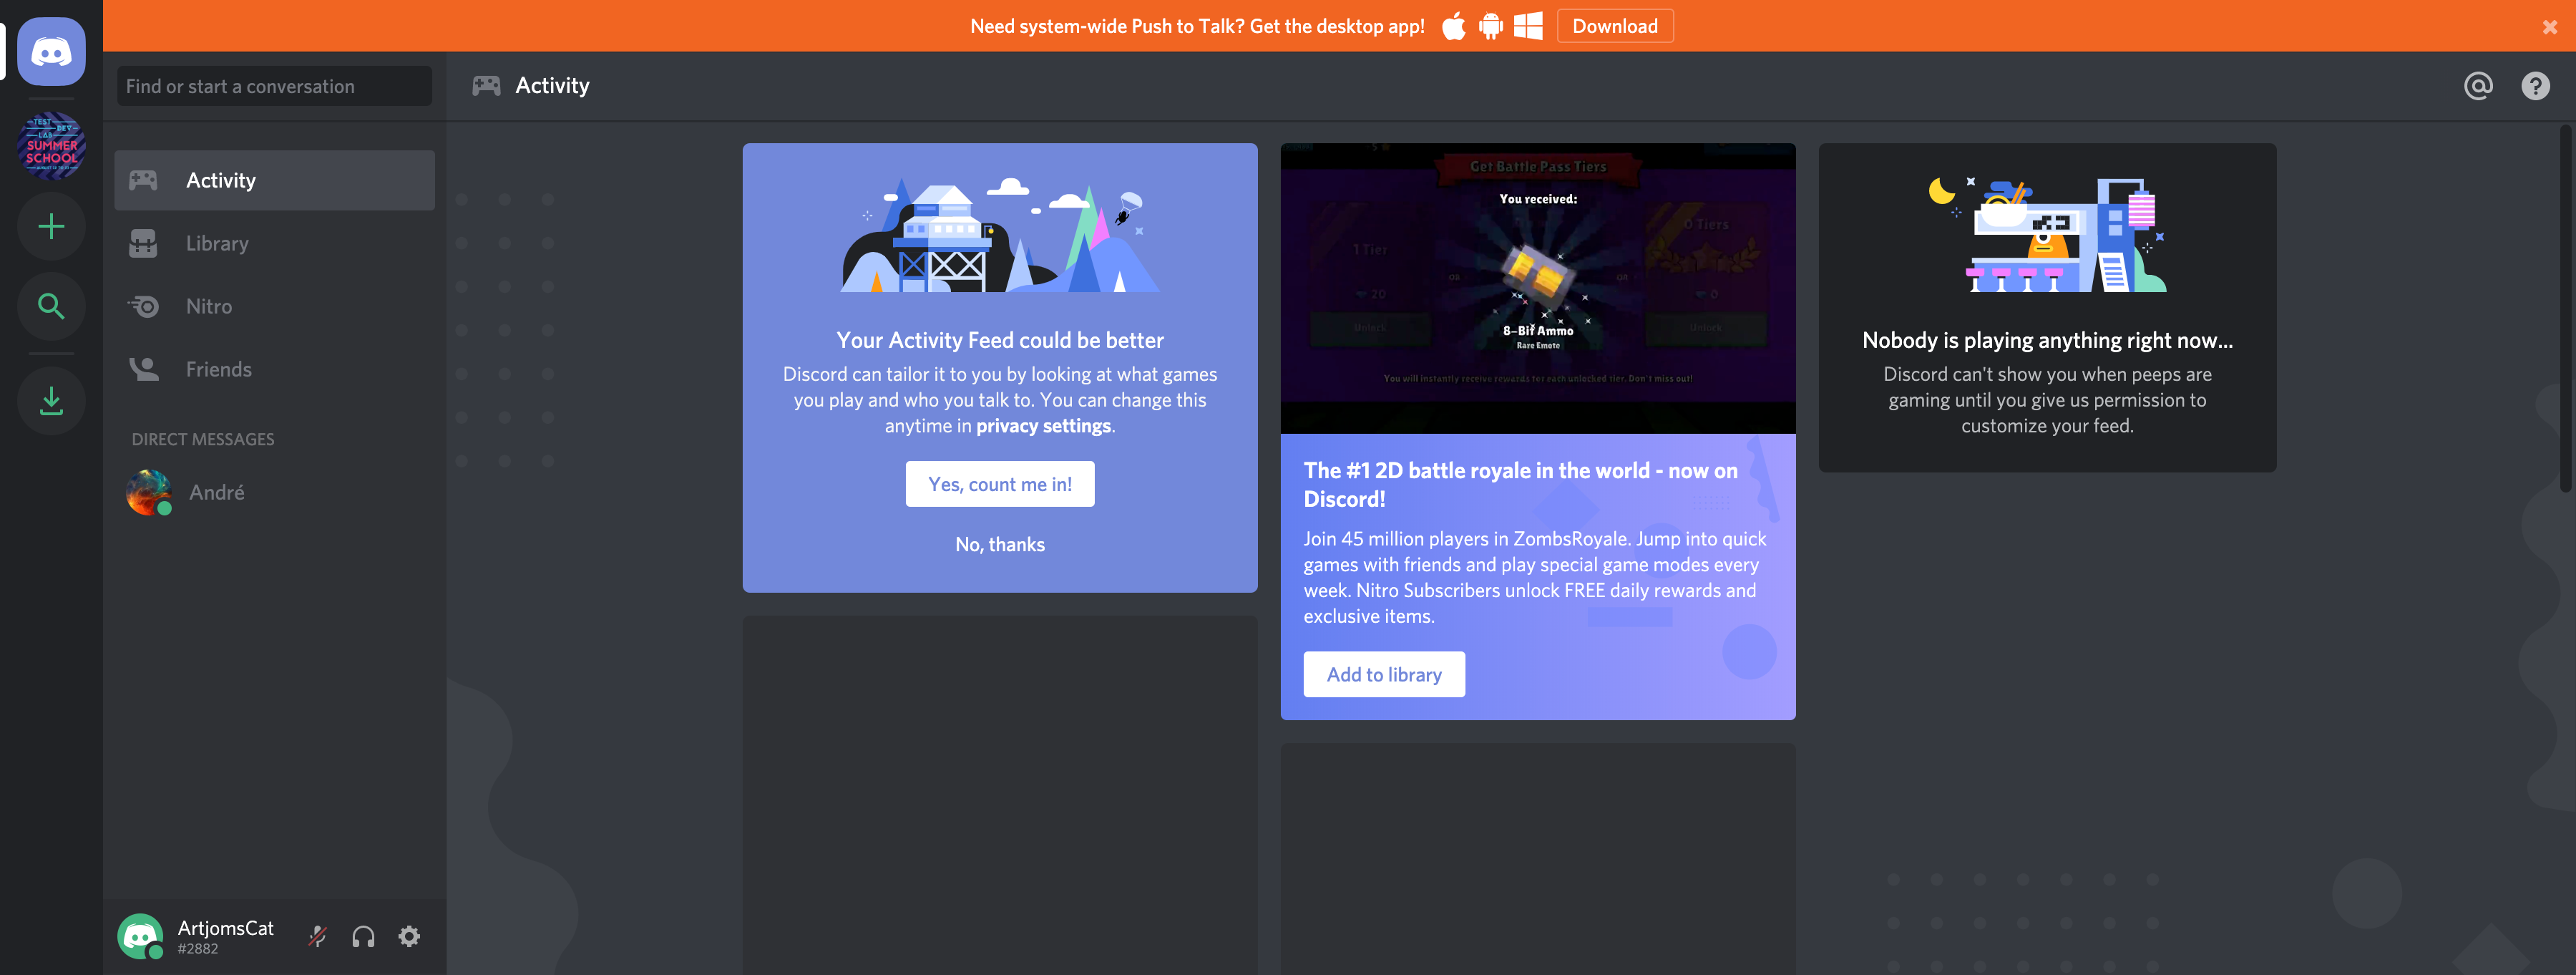 Need system-wide Push to Talk? Get the desktop app!
Download
TEST
DEV
LAB
SUMMER
SCHOOL
Find or start a conversation
Activity
Library
Nitro
Friends
DIRECT MESSAGES
André
ArtjomsCat
#2882
Activity
Your Activity Feed could be better
Discord can tailor it to you by looking at what games
you play and who you talk to. You can change this
anytime in privacy settings.
Yes, count me in!
No, thanks
Get Battle Pass Tiers
You received:
1 Tier
0 Tiers
OR
OR
20
0
Unlock
Unlock
8-Bit Ammo
Rare Emote
You will instantly receive rewards for each unlocked tier. Don't miss out!
The #1 2D battle royale in the world - now on
Discord!
Join 45 million players in ZombsRoyale. Jump into quick
games with friends and play special game modes every
week. Nitro Subscribers unlock FREE daily rewards and
exclusive items.
Add to library
Nobody is playing anything right now...
Discord can't show you when peeps are
gaming until you give us permission to
customize your feed.